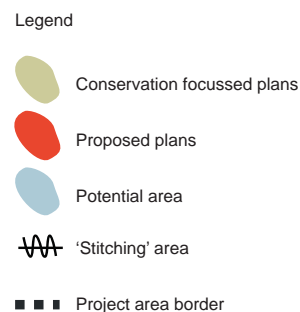 Legend
Conservation focussed plans
Proposed plans
Potential area
‘Stitching’ area
Project area border